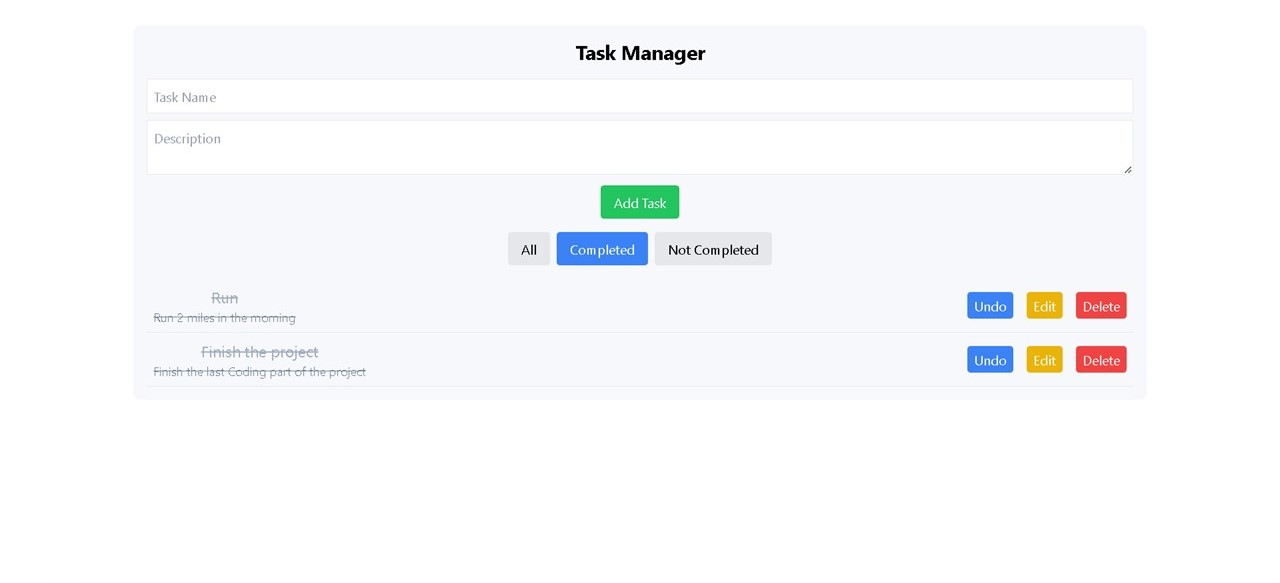 Task Manager
Task Name
Description
Add Task
All Completed Not Completed
Run
Run 2 miles in the morning
Undo Edit Delete
Finish the project
Finish the last Coding part of the project
Undo Edit Delete